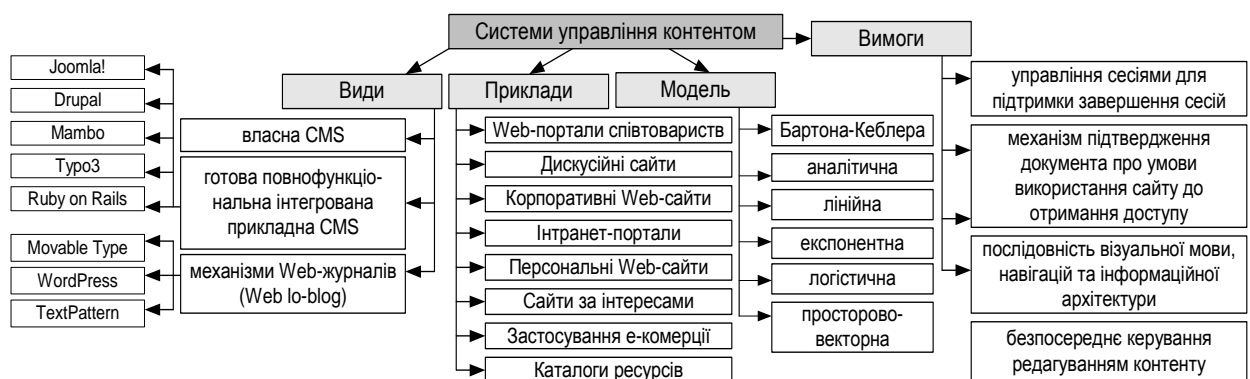 Системи управління контентом
Вимоги
Види
Приклади
Модель
Joomla!
Drupal
Mambo
Typo3
Ruby on Rails
Movable Type
WordPress
TextPattern
власна CMS
готова повнофункціо-
нальна інтегрована
прикладна CMS
механізми Web-журналів
(Web lo-blog)
Web-портали співтовариств
Дискусійні сайти
Корпоративні Web-сайти
Інтранет-портали
Персональні Web-сайти
Сайти за інтересами
Застосування е-комерції
Каталоги ресурсів
Бартона-Кеблера
аналітична
лінійна
експонентна
логістична
просторово-
векторна
управління сесіями для
підтримки завершення сесій
механізм підтвердження
документа про умови
використання сайту до
отримання доступу
послідовність візуальної мови,
навігацій та інформаційної
архітектури
безпосереднє керування
редагуванням контенту